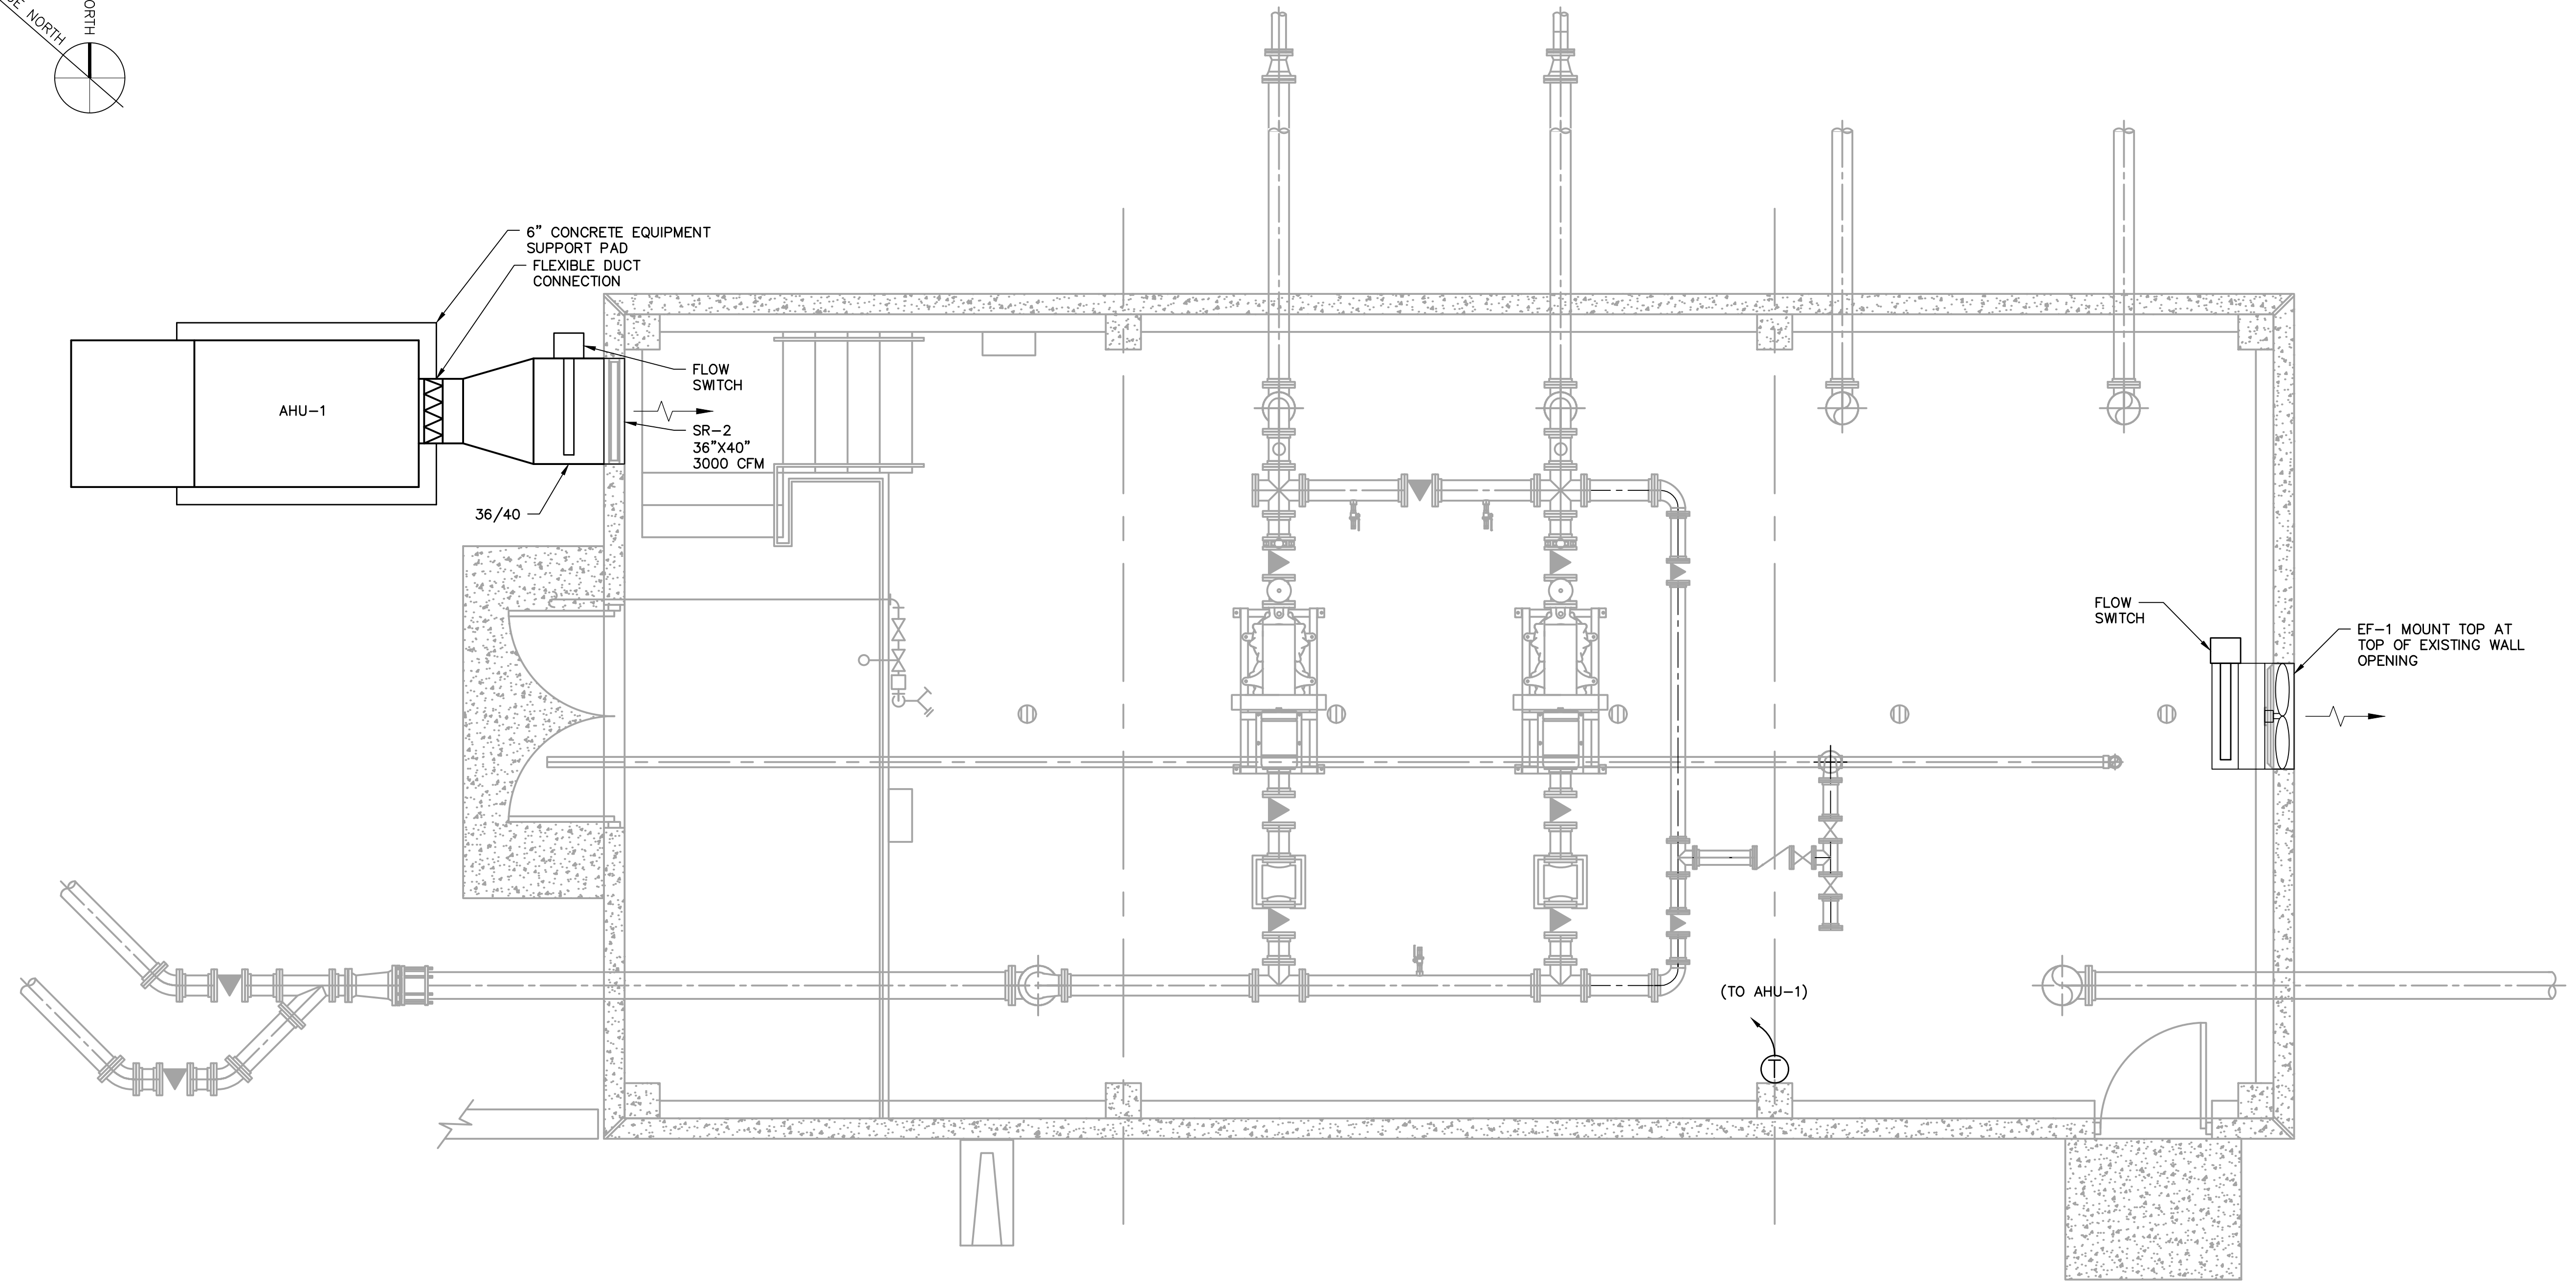 NORTH
6" CONCRETE EQUIPMENT
SUPPORT PAD
FLEXIBLE DUCT
CONNECTION
AHU-1
FLOW
SWITCH
SR-2
36"X40"
3000 CFM
36/40
FLOW
SWITCH
EF-1 MOUNT TOP AT
TOP OF EXISTING WALL
OPENING
(TO AHU-1)
T